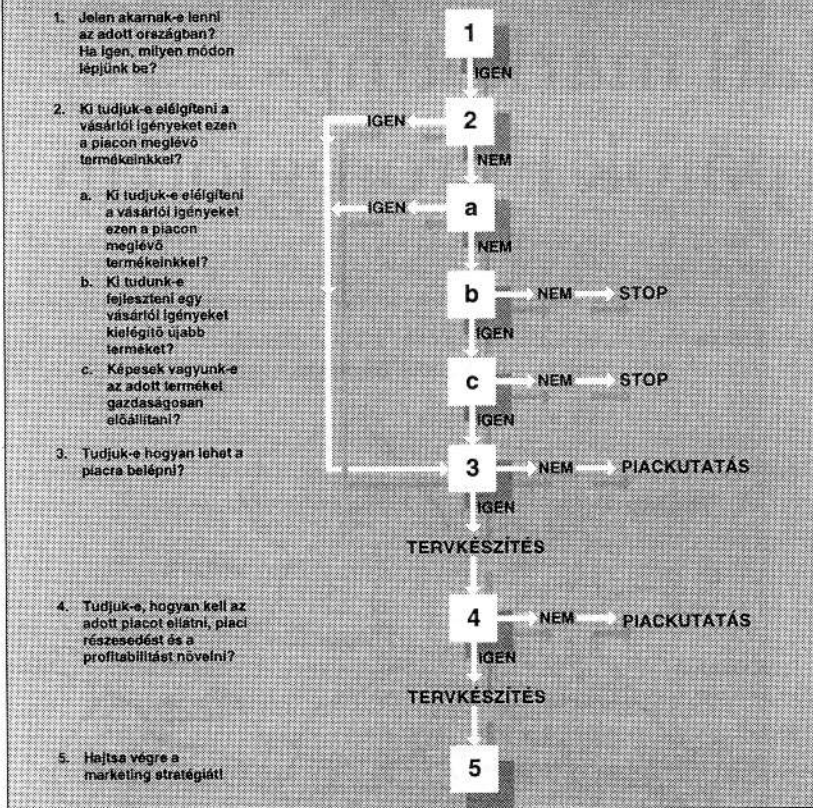 1. Jelen akarnak-e lenni
az adott országban?
Ha igen, milyen módon
lépjünk be?
2. Ki tudjuk-e elégíteni a
vásárlói igényeket ezen
a piacon meglévő
termékeinkkel?
a. Ki tudjuk-e elégíteni
a vásárlói igényeket
ezen a piacon
meglévő
termékeinkkel?
b. Ki tudunk-e
fejleszteni egy
vásárlói igényeket
kielégítő újabb
terméket?
c. Képesek vagyunk-e
az adott terméket
gazdaságosan
előállítani?
3. Tudjuk-e hogyan lehet a
piacra belépni?
4. Tudjuk-e, hogyan kell az
adott piacot ellátni, piaci
részesedést és a
profitabilitást növelni?
5. Hajtsa végre a
marketing stratégiát!
1
IGEN
IGEN
2
NEM
IGEN
a
NEM
b
NEM
STOP
IGEN
c
NEM
STOP
IGEN
3
NEM
PIACKUTATÁS
IGEN
TERVKÉSZÍTÉS
4
NEM
PIACKUTATÁS
IGEN
TERVKÉSZÍTÉS
5